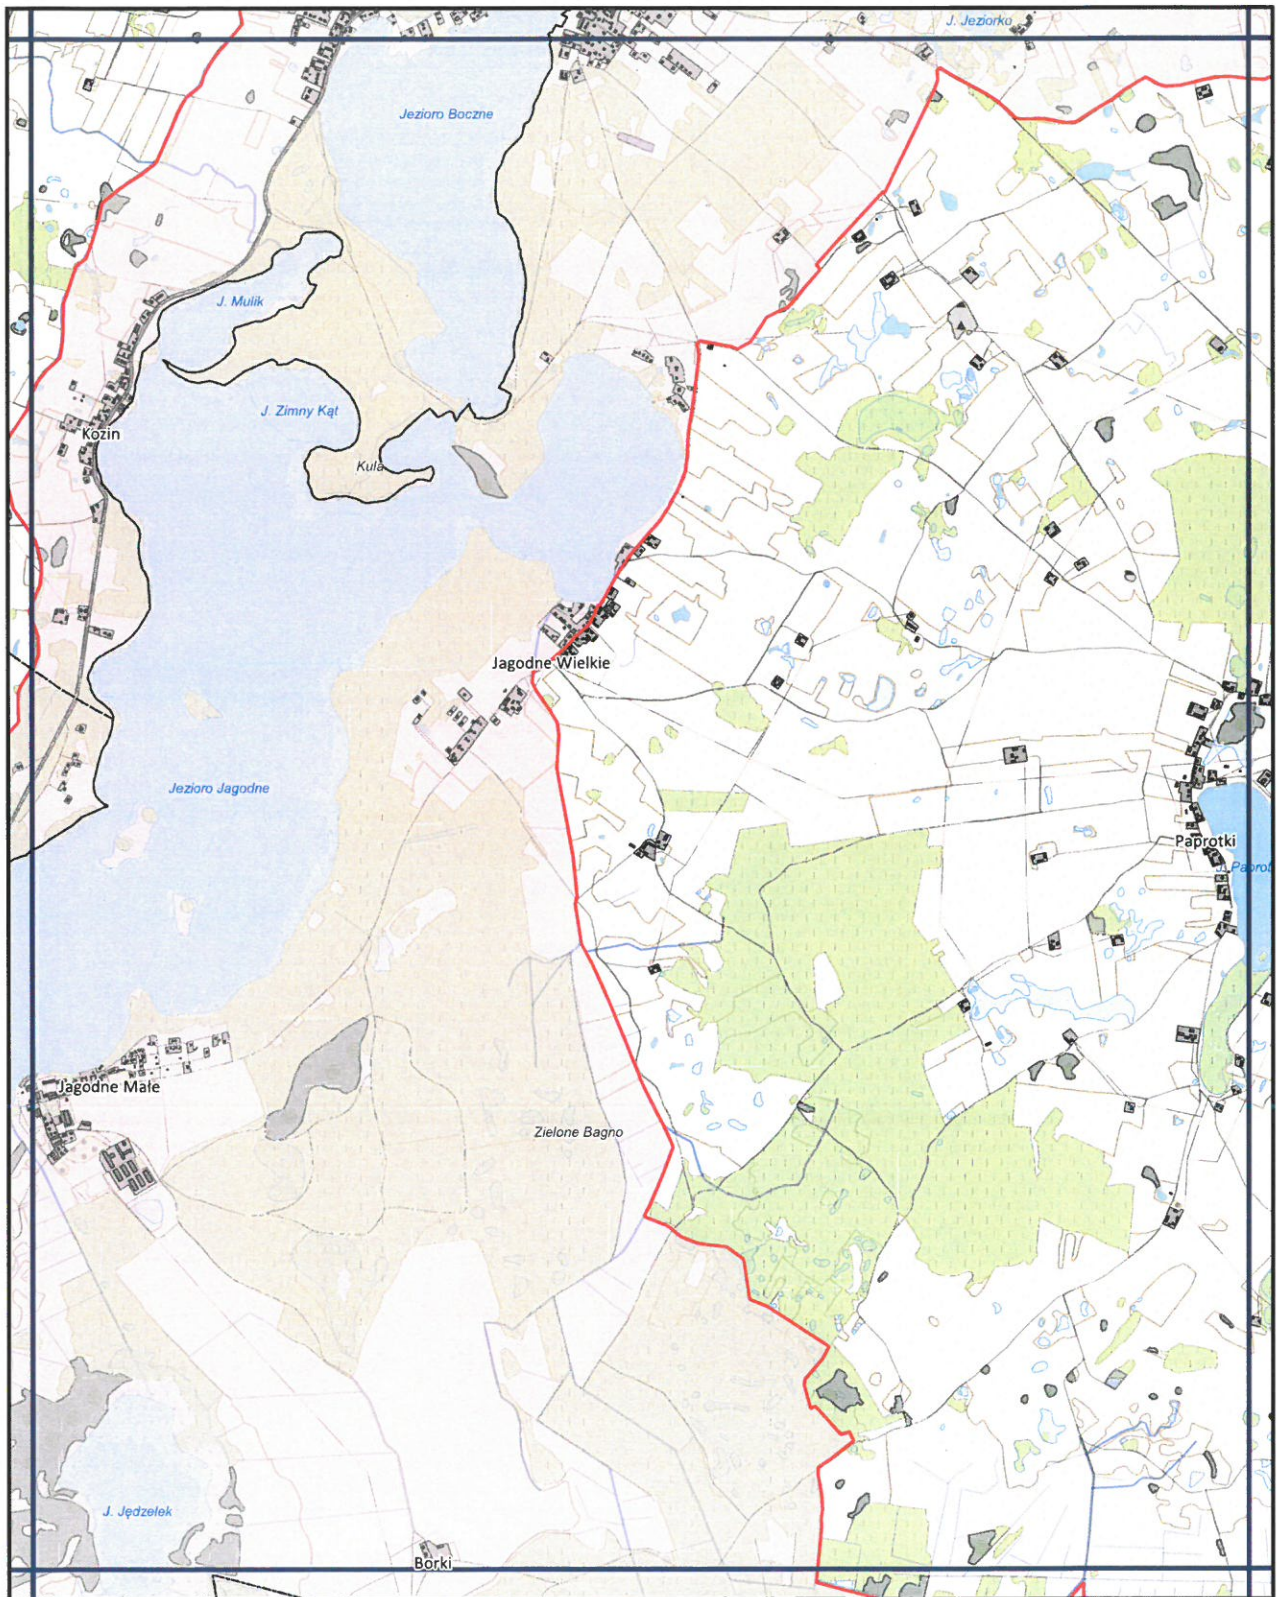 J. Jeziorko
Jezioro Boczne
J. Mulik
J. Zimny Kąt
Kozin
Kula
Jagodne Wielkie
Jezioro Jagodne
Paprotki
J. Paprot
Jagodne Małe
Zielone Bagno
J. Jędzelek
Borki